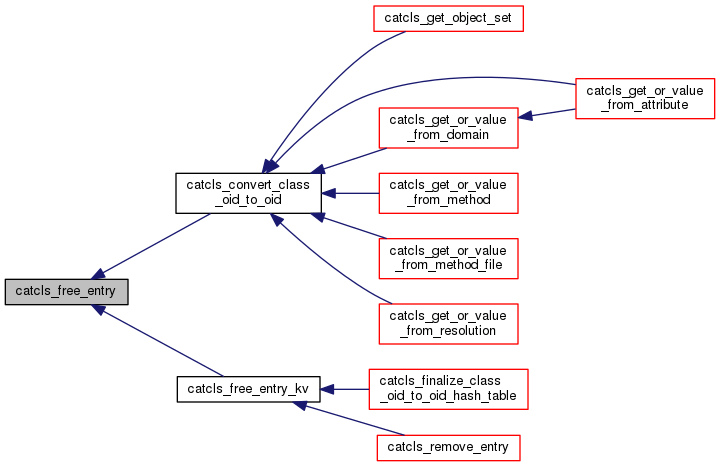 catcls_get_object_set
catcls_get_or_value
_from_attribute
catcls_get_or_value
_from_domain
catcls_convert_class
_oid_to_oid
catcls_get_or_value
_from_method
catcls_get_or_value
_from_method_file
catcls_free_entry
catcls_get_or_value
_from_resolution
catcls_free_entry_kv
catcls_finalize_class
_oid_to_oid_hash_table
catcls_remove_entry